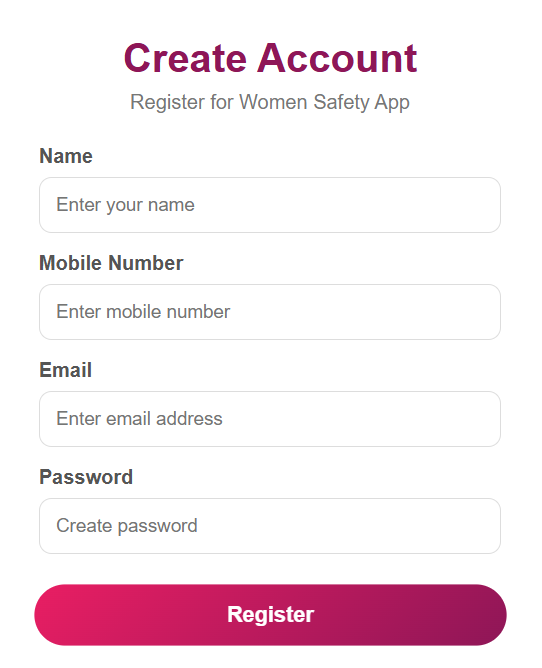 Create Account
Register for Women Safety App
Name
Enter your name
Mobile Number
Enter mobile number
Email
Enter email address
Password
Create password
Register